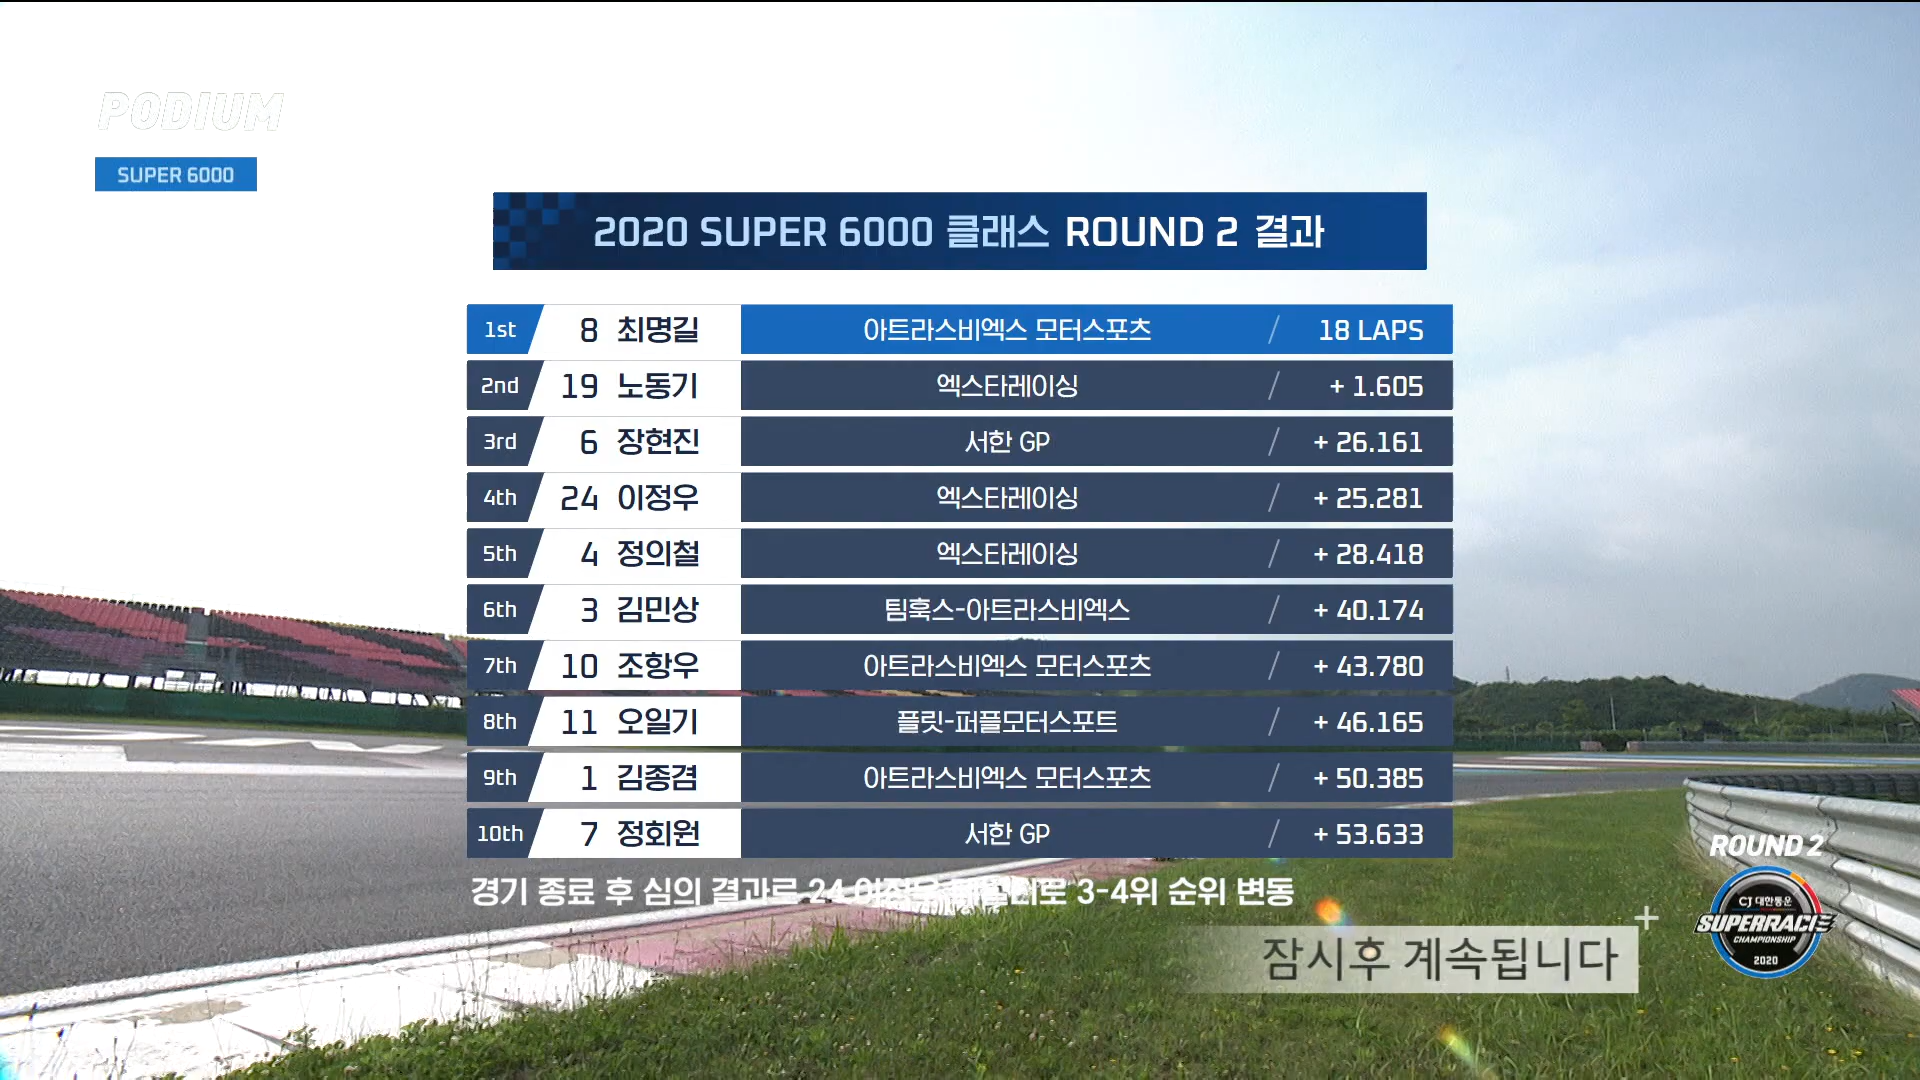 PODIUM
SUPER 6000
2020 SUPER 6000 클래스 ROUND 2 결과
1st 8 최명길 아트라스비엑스 모터스포츠 / 18 LAPS
2nd 19 노동기 엑스타레이싱 / + 1.605
3rd 6 장현진 서한 GP / + 26.161
4th 24 이정우 엑스타레이싱 / + 25.281
5th 4 정의철 엑스타레이싱 / + 28.418
6th 3 김민상 팀훅스-아트라스비엑스 / + 40.174
7th 10 조항우 아트라스비엑스 모터스포츠 / + 43.780
8th 11 오일기 플릿-퍼플모터스포트 / + 46.165
9th 1 김종겸 아트라스비엑스 모터스포츠 / + 50.385
10th 7 정회원 서한 GP / + 53.633
경기 종료 후 심의 결과로 24 이정우 3-4위 순위 변동
잠시후 계속됩니다
ROUND 2
CJ 대한통운
SUPERRACE
CHAMPIONSHIP
2020